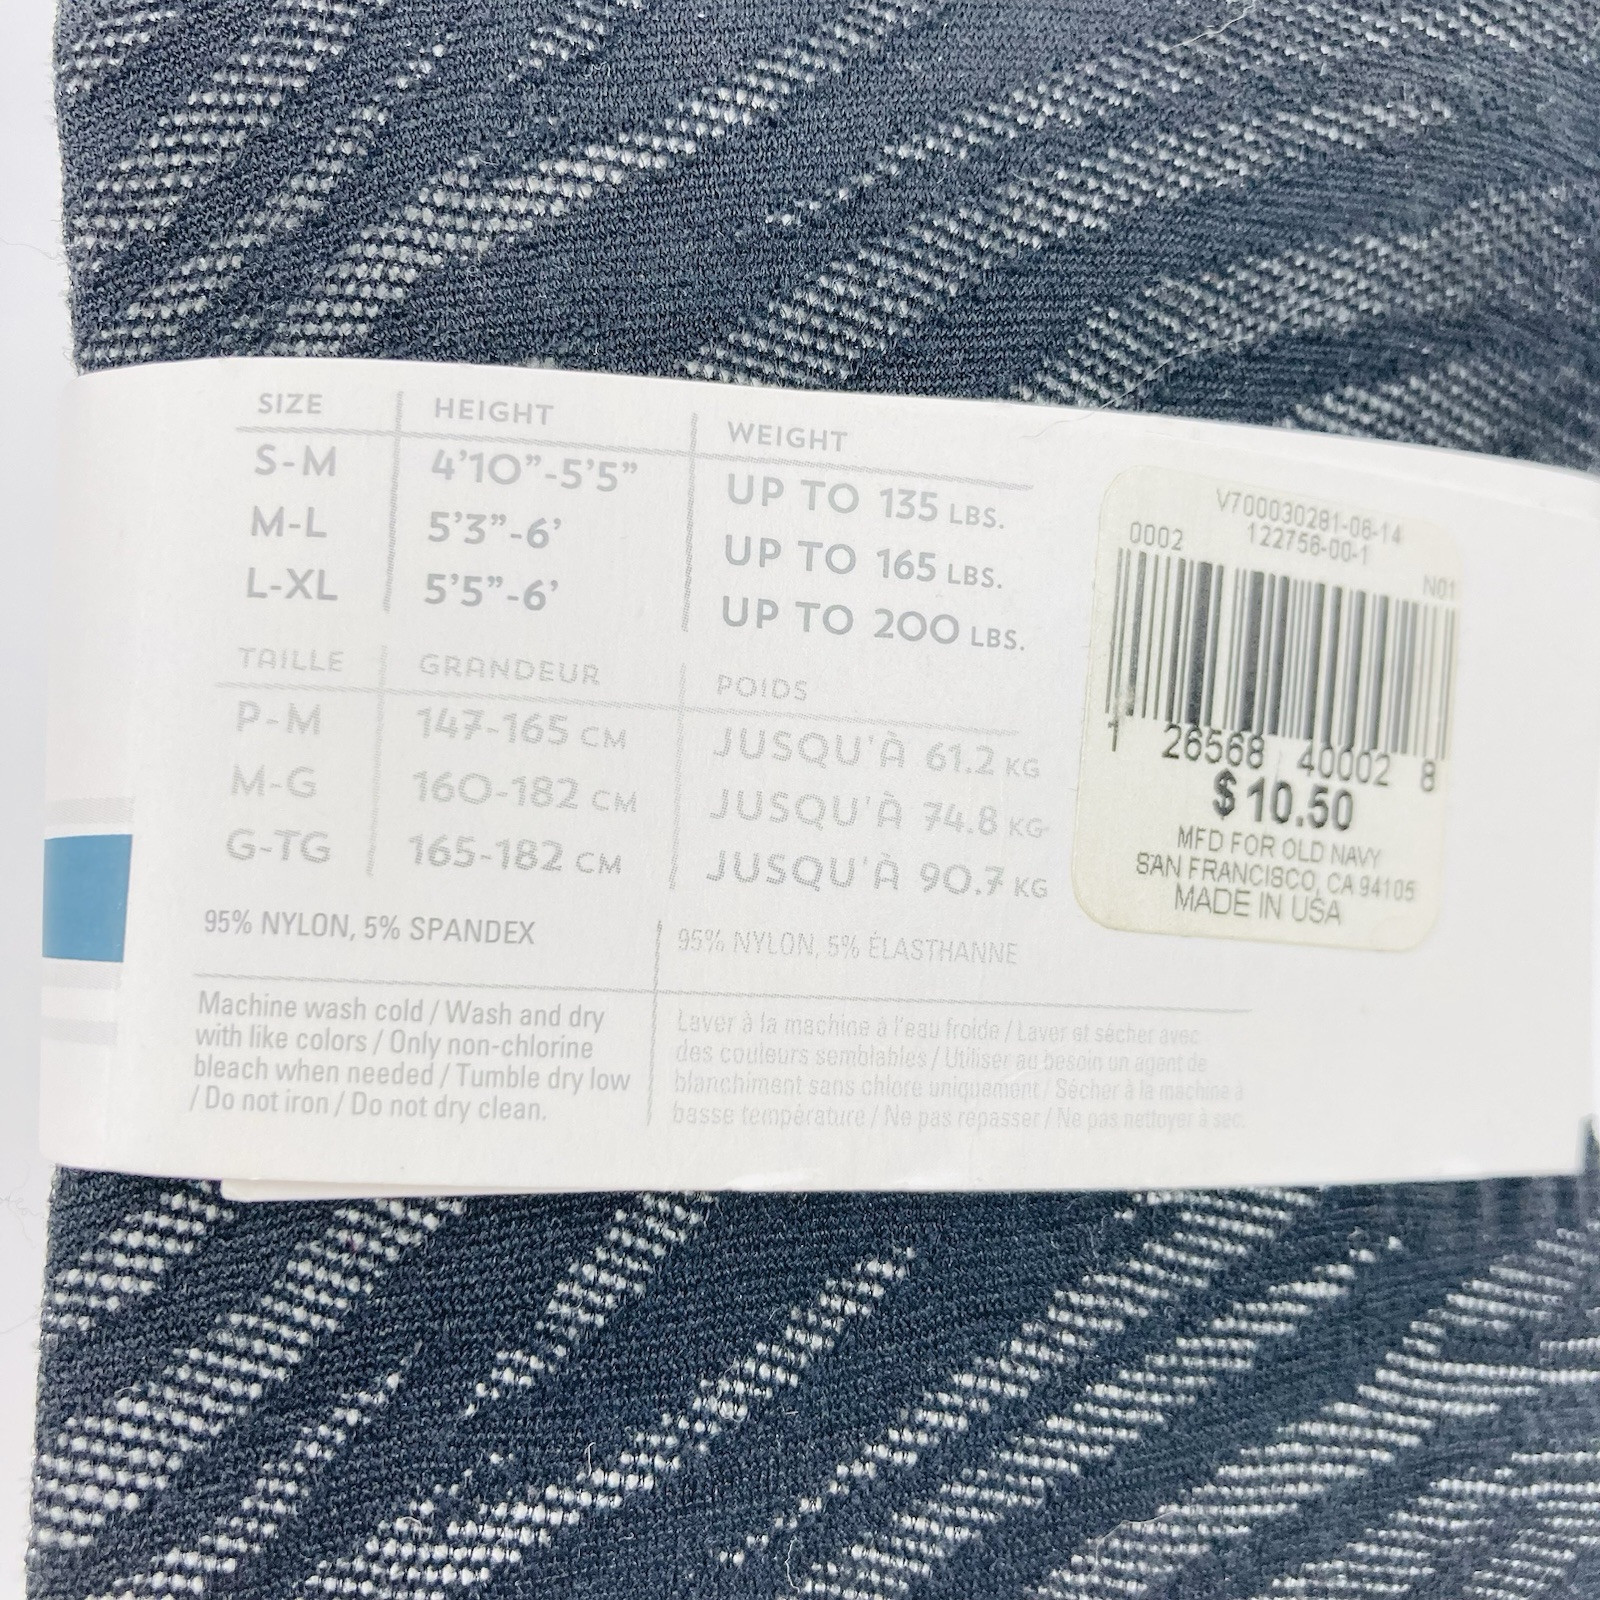 SIZE HEIGHT WEIGHT
S-M 4'10"-5'5" UP TO 135 LBS.
M-L 5'3"-6' UP TO 165 LBS.
L-XL 5'5"-6' UP TO 200 LBS.
TAILLE GRANDEUR POIDS
P-M 147-165 CM JUSQU'À 61.2 KG
M-G 160-182 CM JUSQU'À 74.8 KG
G-TG 165-182 CM JUSQU'À 90.7 KG
95% NYLON, 5% SPANDEX
95% NYLON, 5% ÉLASTHANNE
Machine wash cold / Wash and dry
with like colors / Only non-chlorine
bleach when needed / Tumble dry low
/ Do not iron / Do not dry clean.
Laver à la machine à l'eau froide / Laver et sécher avec
des couleurs semblables / Utiliser au besoin un agent de
blanchiment sans chlore uniquement / Sécher à la machine à
basse température / Ne pas repasser / Ne pas nettoyer à sec.
V700030281-06-14
0002 122756-00-1
N01
1 26568 40002 8
$10.50
MFD FOR OLD NAVY
SAN FRANCISCO, CA 94105
MADE IN USA